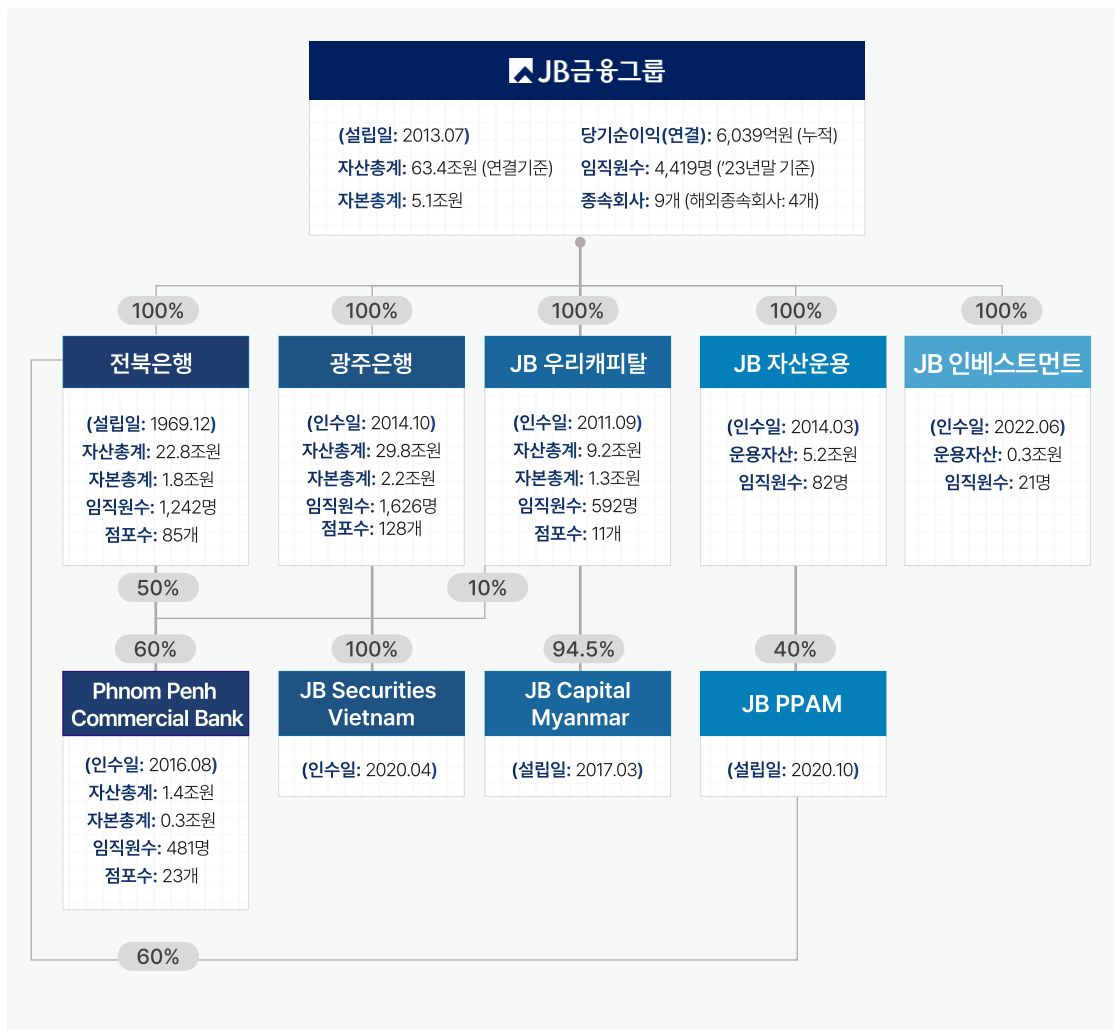 JB금융그룹
(설립일: 2013.07)
자산총계: 63.4조원 (연결기준)
자본총계: 5.1조원
당기순이익(연결): 6,039억원 (누적)
임직원수: 4,419명 (‘23년말 기준)
종속회사: 9개 (해외종속회사: 4개)
100%
100%
100%
100%
100%
전북은행
(설립일: 1969.12)
자산총계: 22.8조원
자본총계: 1.8조원
임직원수: 1,242명
점포수: 85개
광주은행
(인수일: 2014.10)
자산총계: 29.8조원
자본총계: 2.2조원
임직원수: 1,626명
점포수: 128개
JB 우리캐피탈
(인수일: 2011.09)
자산총계: 9.2조원
자본총계: 1.3조원
임직원수: 592명
점포수: 11개
JB 자산운용
(인수일: 2014.03)
운용자산: 5.2조원
임직원수: 82명
JB 인베스트먼트
(인수일: 2022.06)
운용자산: 0.3조원
임직원수: 21명
50%
10%
60%
100%
94.5%
40%
Phnom Penh
Commercial Bank
(인수일: 2016.08)
자산총계: 1.4조원
자본총계: 0.3조원
임직원수: 481명
점포수: 23개
JB Securities
Vietnam
(인수일: 2020.04)
JB Capital
Myanmar
(설립일: 2017.03)
JB PPAM
(설립일: 2020.10)
60%